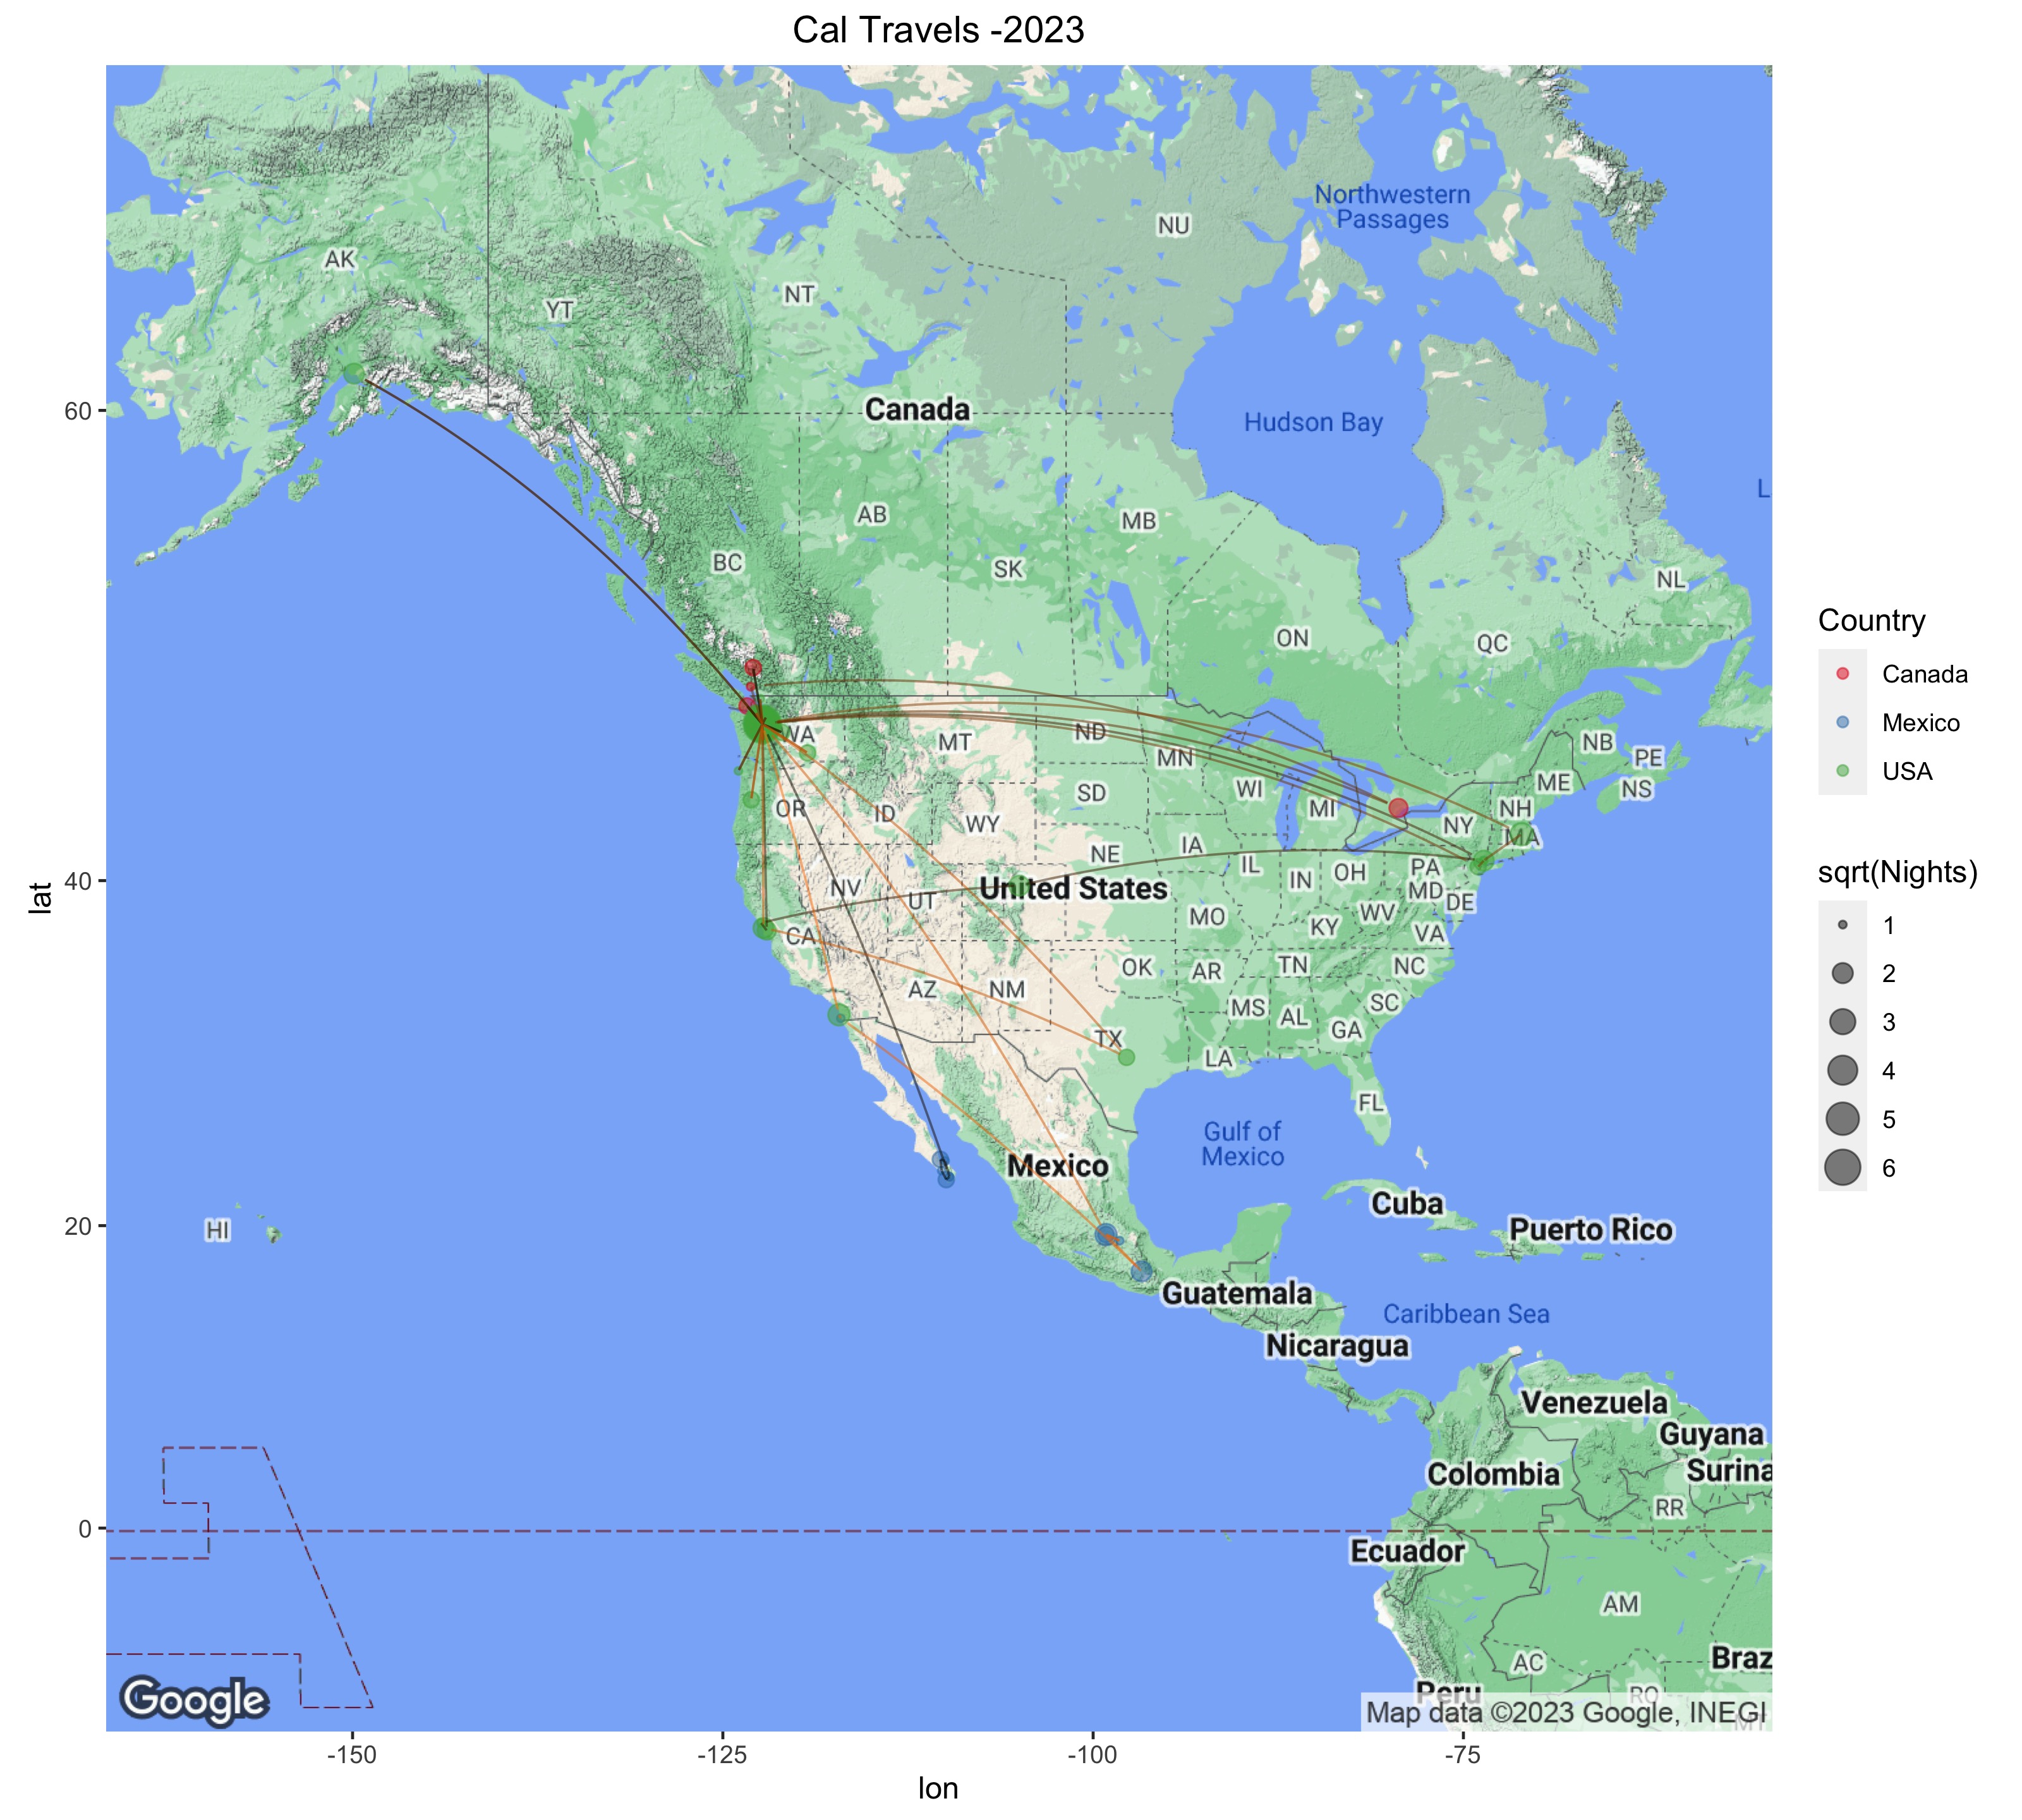 Cal Travels -2023
Northwestern
Passages
NU
AK
NT
YT
60
Canada
Hudson Bay
L
AB
MB
BC
SK
NL
ON
QC
Country
Canada
Mexico
USA
WA
MT
ND
MN
NB
PE
ME
NS
OR
ID
WY
SD
WI
MI
NH
NY
MA
NE
IA
IL
IN
OH
PA
MD
DE
40
lat
NV
UT
United States
MO
KY
WV
VA
CA
OK
AR
TN
NC
AZ
NM
MS
AL
GA
SC
TX
LA
FL
sqrt(Nights)
1
2
3
4
5
6
Gulf of
Mexico
Mexico
Cuba
Puerto Rico
HI
20
Guatemala
Caribbean Sea
Nicaragua
Venezuela
Guyana
Surina
Colombia
RR
0
Ecuador
AM
AC
Braz
Peru
RO
MT
Google
Map data ©2023 Google, INEGI
-150
-125
-100
-75
lon